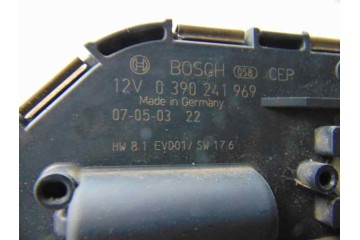 BOSCH 058 CEP
12V 0 390 241 969
Made in Germany
07-05-03 22
HW 8.1 EVD01/ SW 17.6